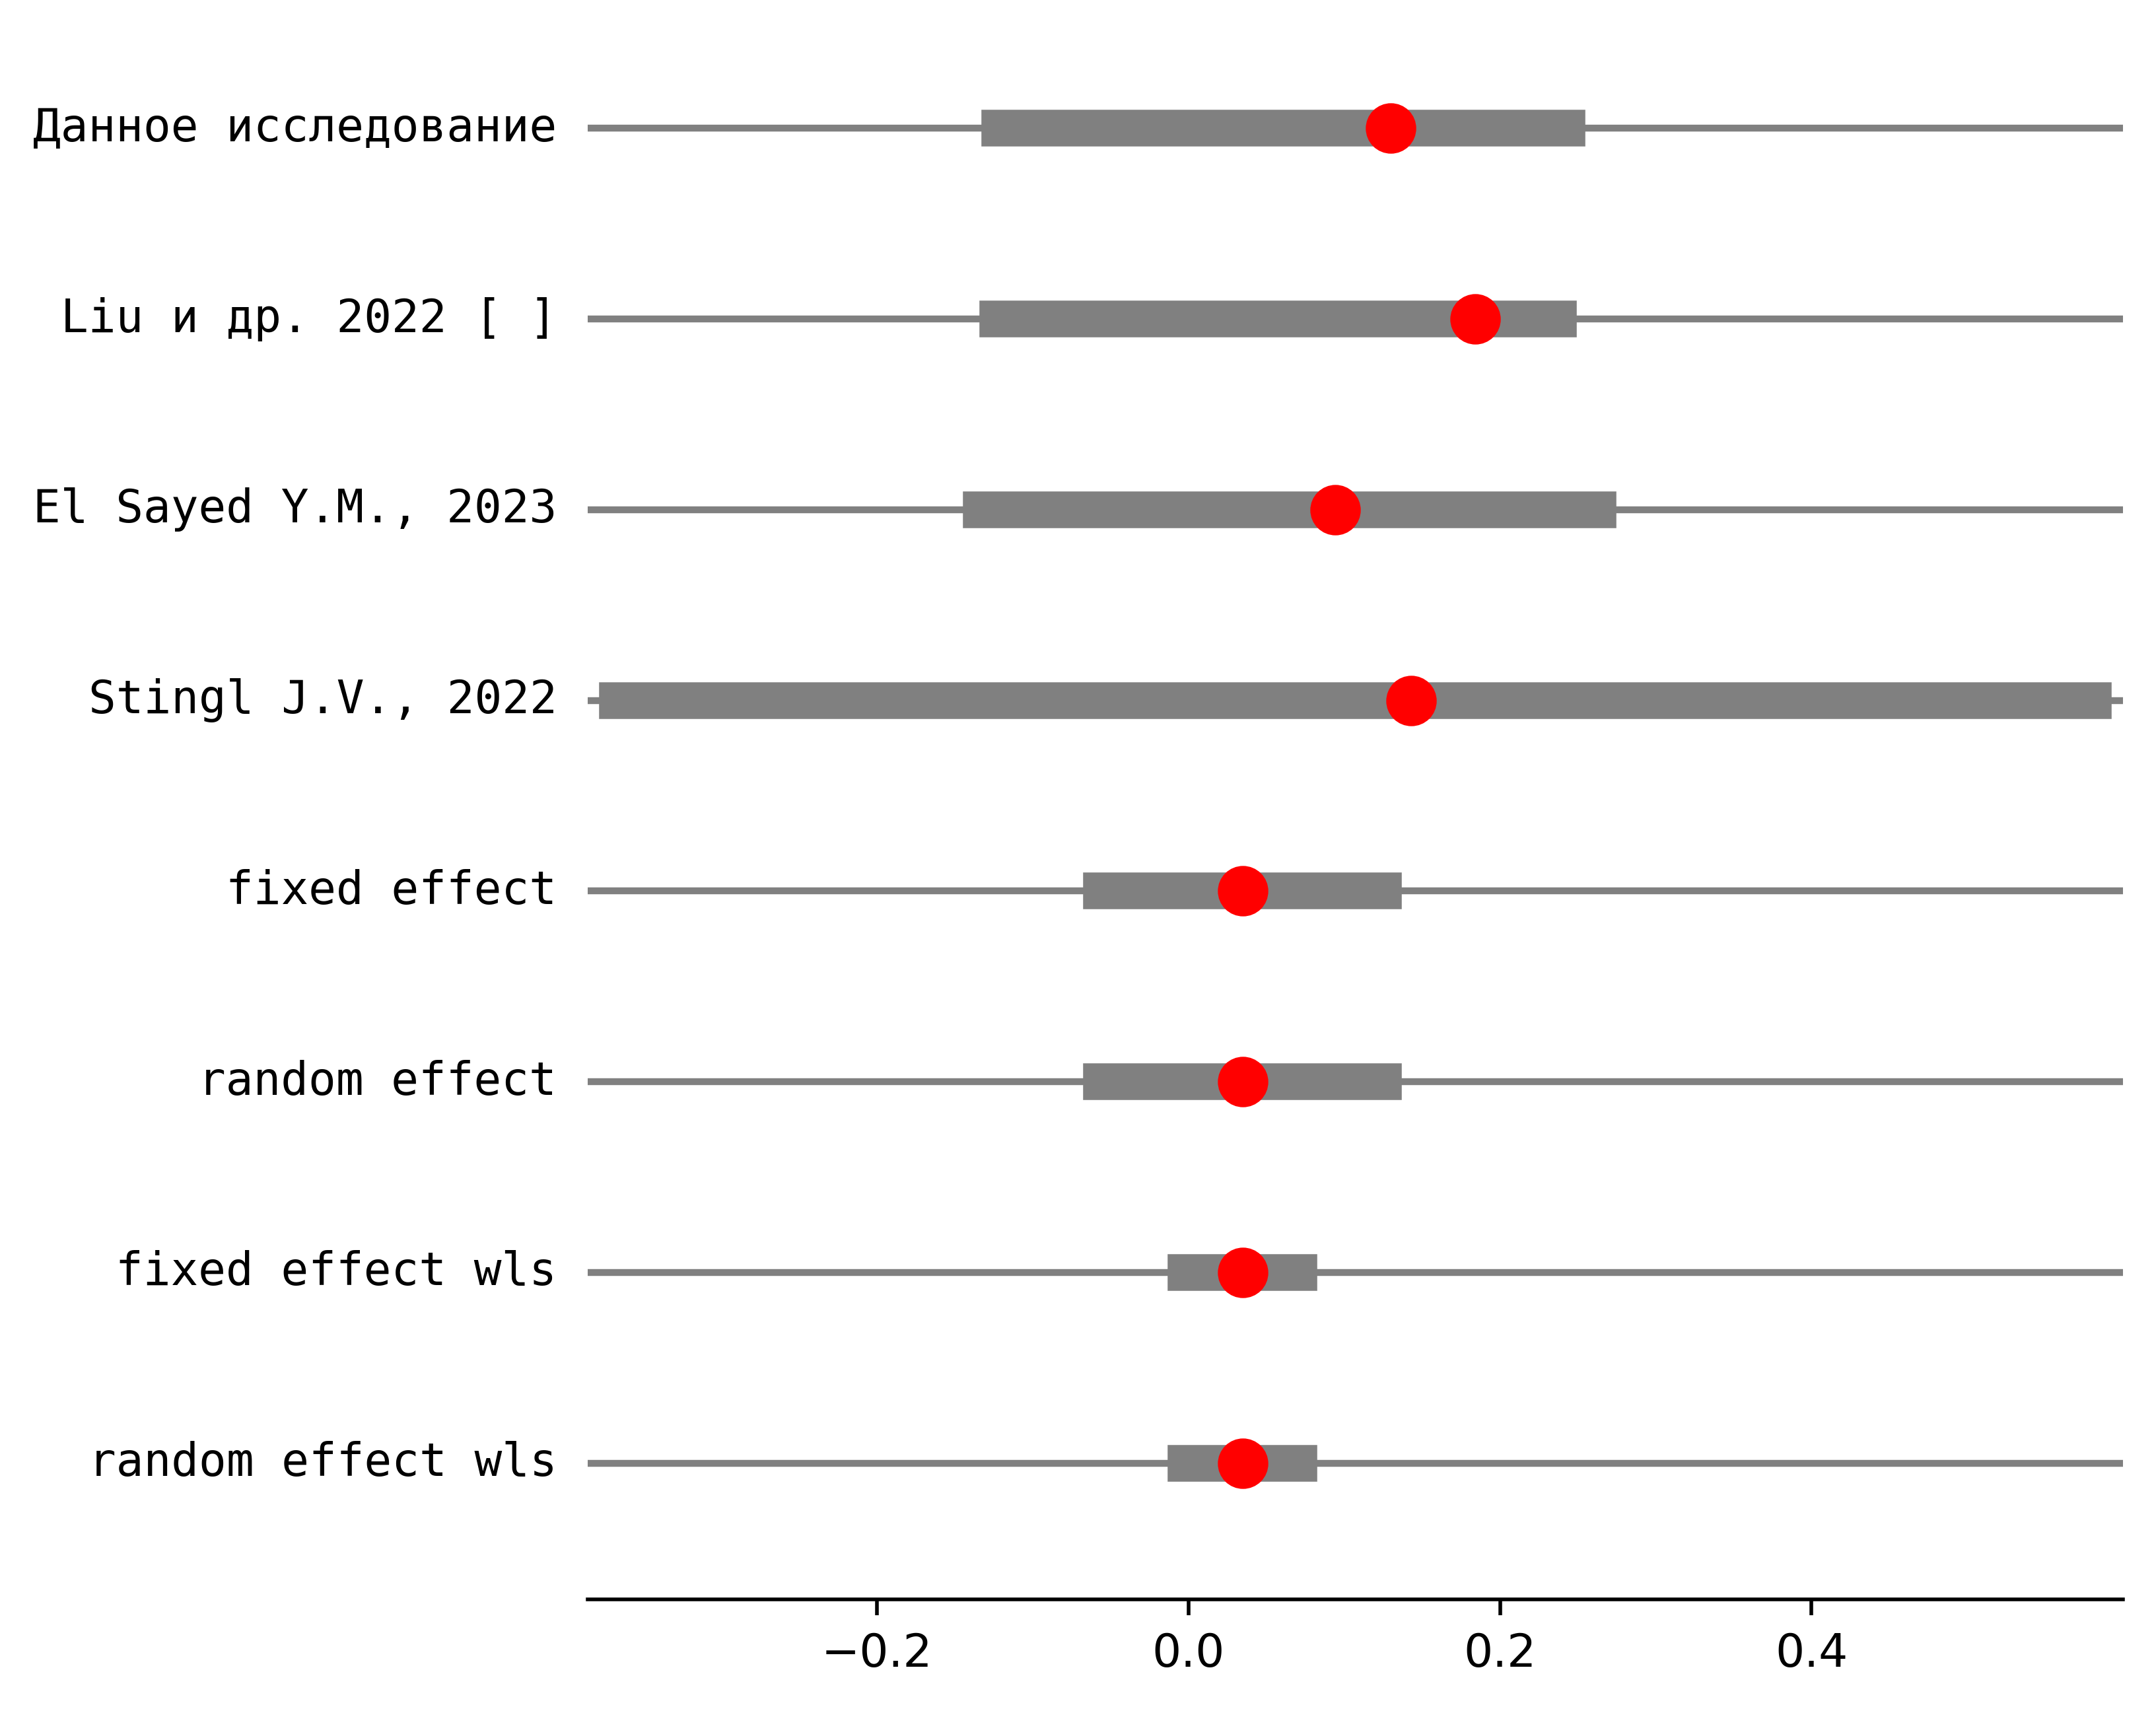 Данное исследование
Liu и др. 2022 [ ]
El Sayed Y.M., 2023
Stingl J.V., 2022
fixed effect
random effect
fixed effect wls
random effect wls
−0.2 0.0 0.2 0.4